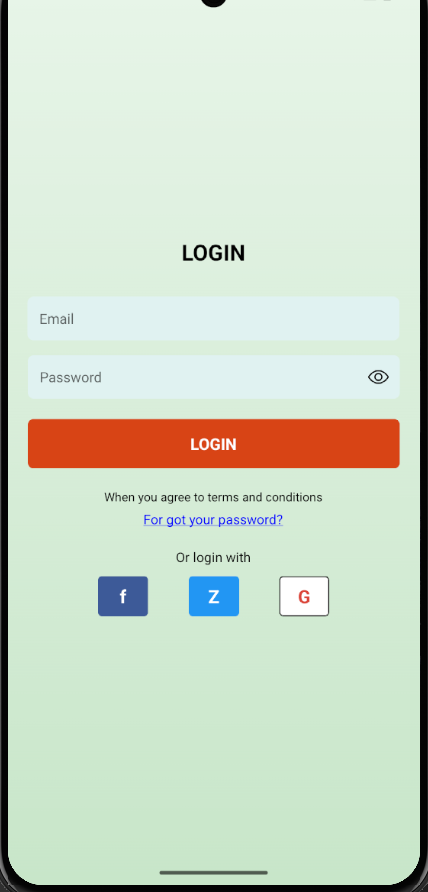 LOGIN
Email
Password
LOGIN
When you agree to terms and conditions
For got your password?
Or login with
f Z G